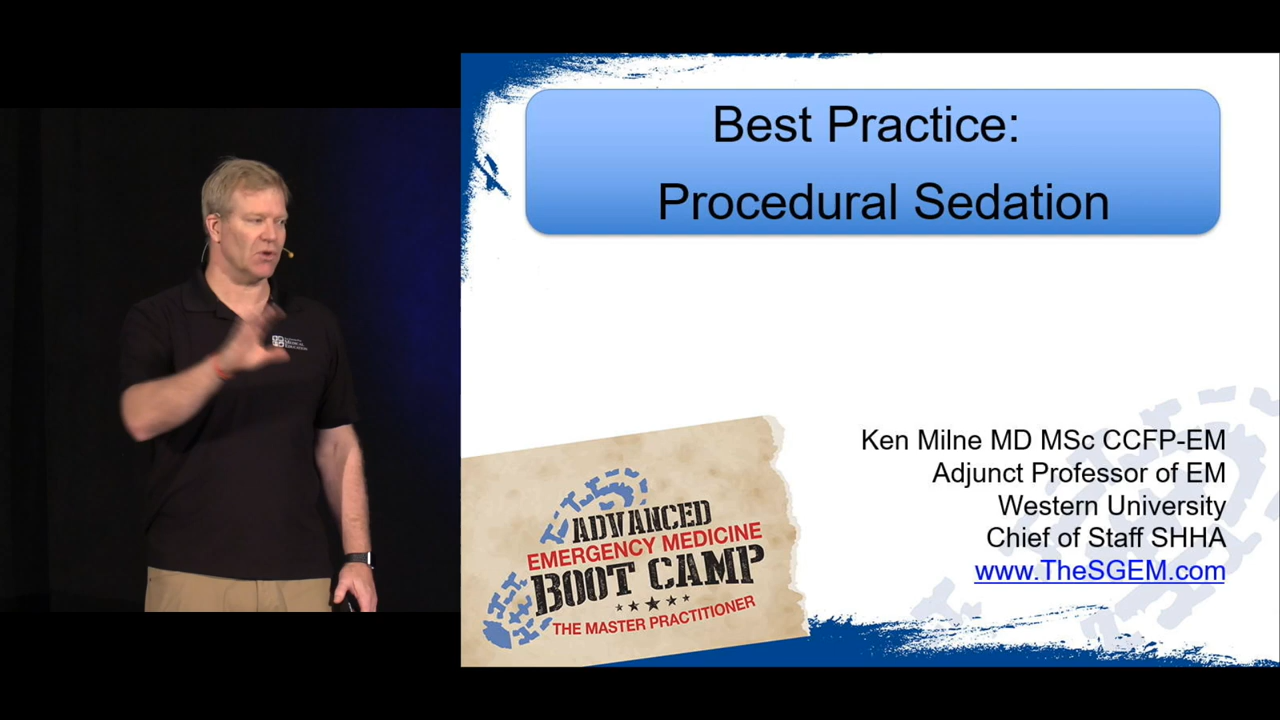 Best Practice:
Procedural Sedation
Ken Milne MD MSc CCFP-EM
Adjunct Professor of EM
Western University
Chief of Staff SHHA
www.TheSGEM.com
ADVANCED
EMERGENCY MEDICINE
BOOT CAMP
THE MASTER PRACTITIONER